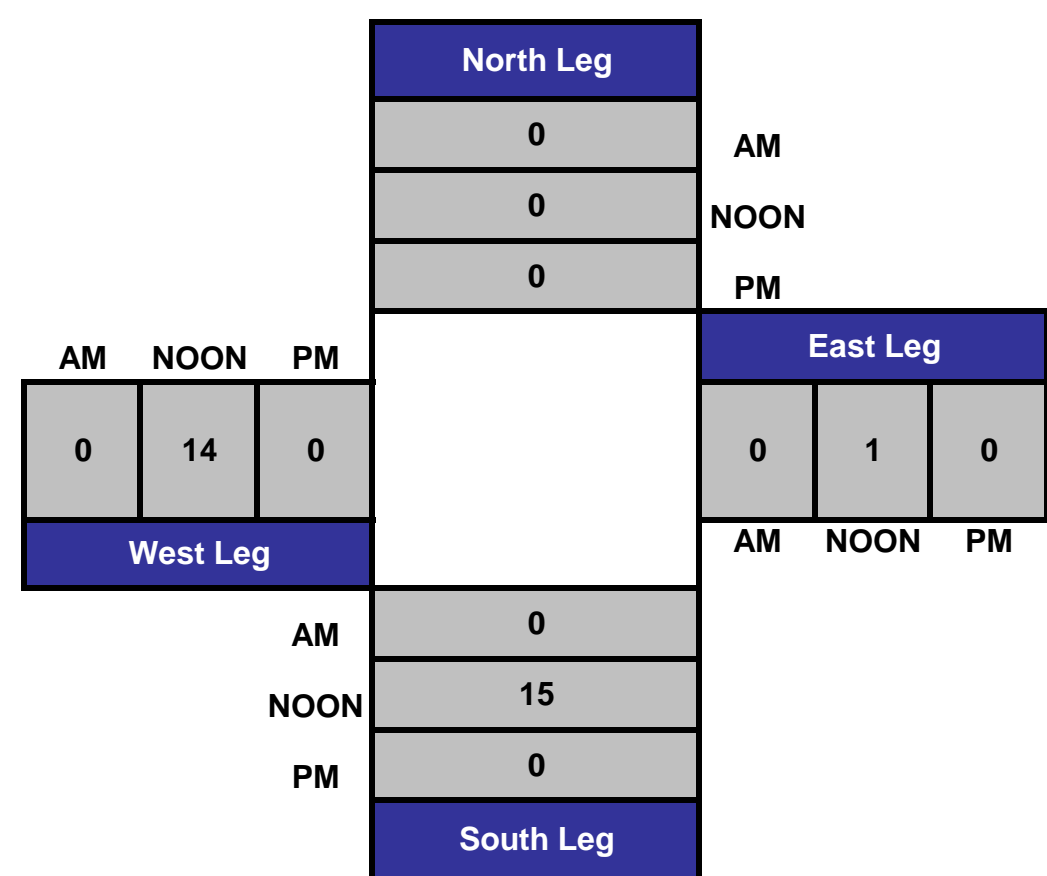 North Leg
0 AM
0 NOON
0 PM
AM NOON PM East Leg
0 14 0 0 1 0
West Leg AM NOON PM
AM 0
NOON 15
PM 0
South Leg